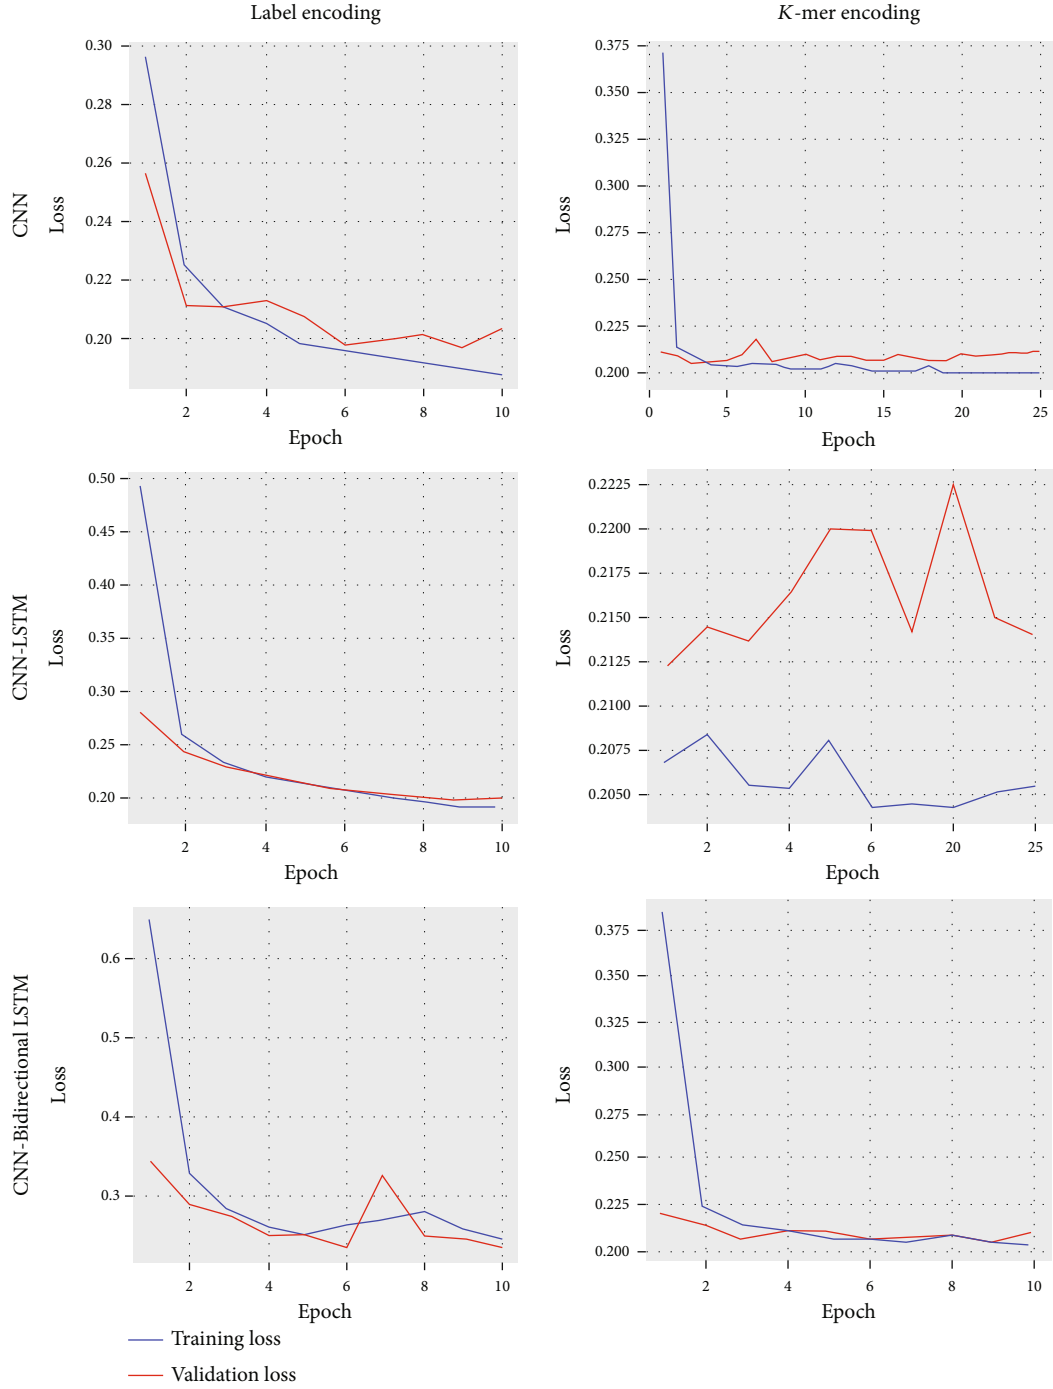 Label encoding
K-mer encoding
CNN
Loss
0.30
0.28
0.26
0.24
0.22
0.20
2 4 6 8 10
Epoch
Loss
0.375
0.350
0.325
0.300
0.275
0.250
0.225
0.200
0 5 10 15 20 25
Epoch
CNN-LSTM
Loss
0.50
0.45
0.40
0.35
0.30
0.25
0.20
2 4 6 8 10
Epoch
Loss
0.2225
0.2200
0.2175
0.2150
0.2125
0.2100
0.2075
0.2050
2 4 6 20 25
Epoch
CNN-Bidirectional LSTM
Loss
0.6
0.5
0.4
0.3
2 4 6 8 10
Epoch
Loss
0.375
0.350
0.325
0.300
0.275
0.250
0.225
0.200
2 4 6 8 10
Epoch
Training loss
Validation loss